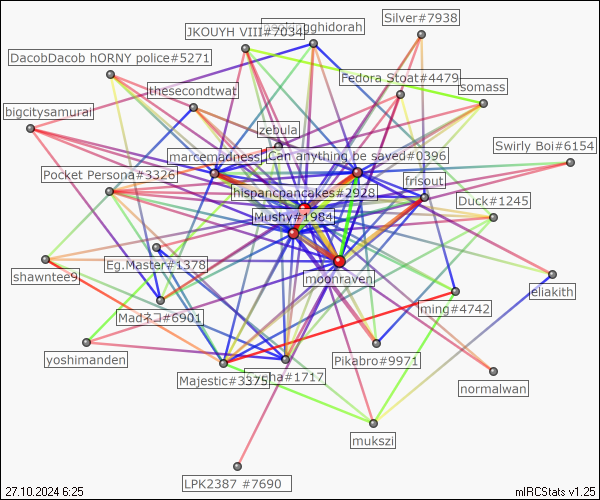 Silver#7938
JKOUYH VIII#7034
ghidorah
DacobDacob hORNY police#5271
Fedora Stoat#4479
thesecondtwat
somass
bigcitysamurai
zebula
Swirly Boi#6154
marcemadness
Can anything be saved#0396
Pocket Persona#3326
frisout
hispanicpancakes#2928
Duck#1245
Mushy#1984
Eg.Master#1378
shawntee9
moonraven
eliakith
Madネコ#6901
ming#4742
yoshimanden
Pikabro#9971
Majestic#3375
#1717
normalwan
mukszi
LPK2387 #7690
27.10.2024 6:25
mIRCStats v1.25